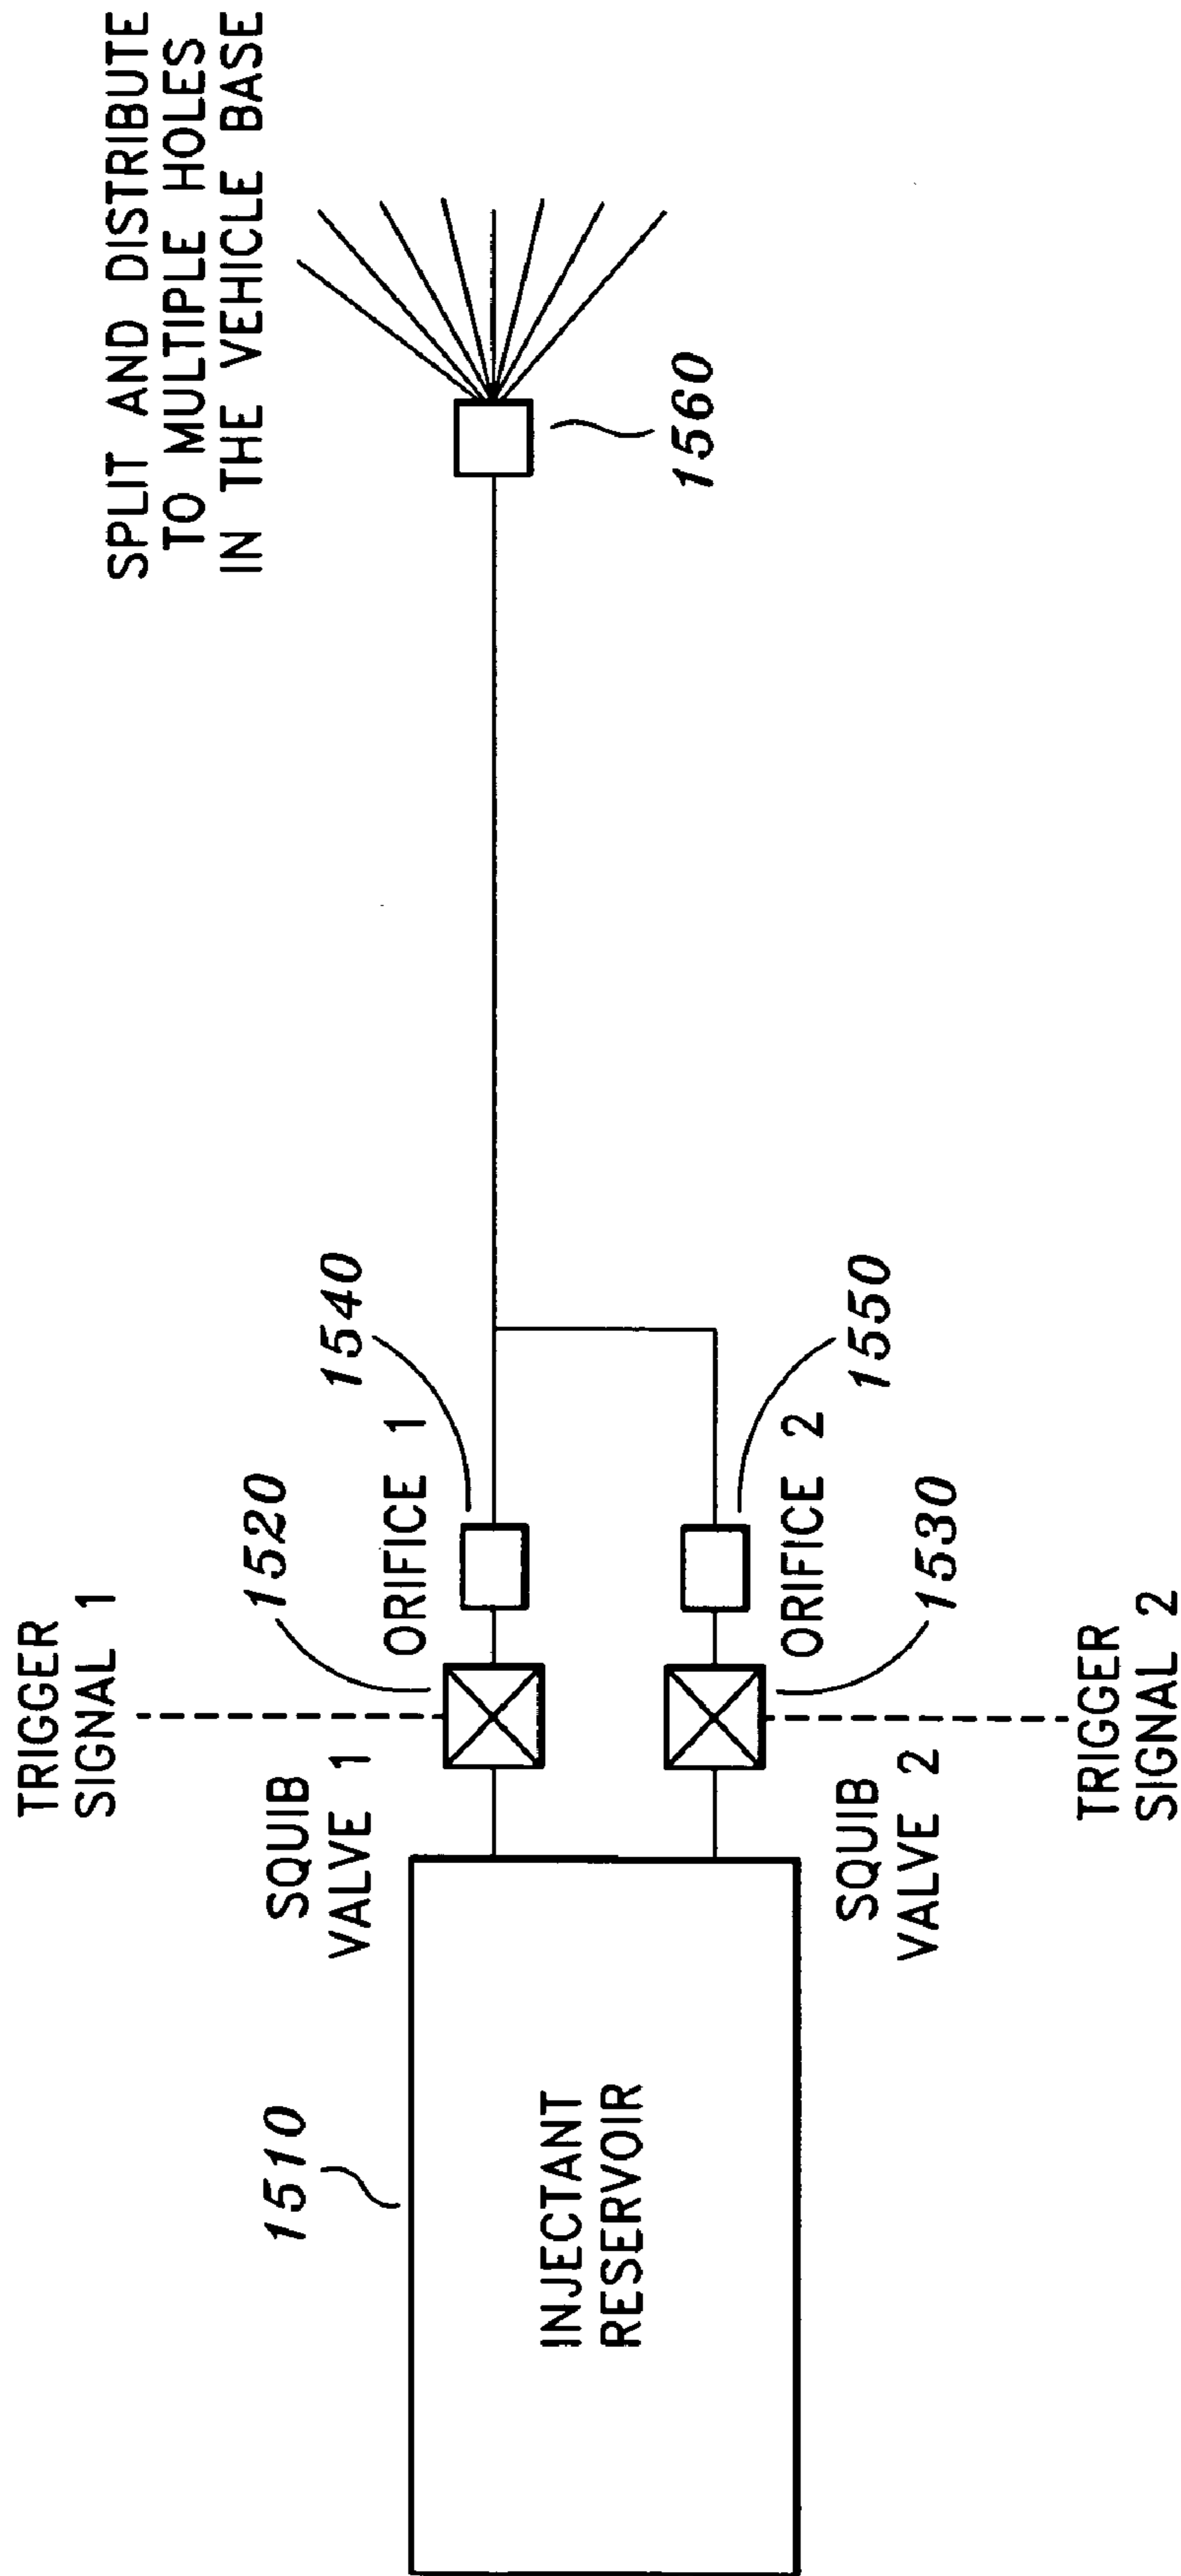 TRIGGER
SIGNAL 1
SPLIT AND DISTRIBUTE
TO MULTIPLE HOLES
IN THE VEHICLE BASE
1510
SQUIB
VALVE 1
1520
ORIFICE 1
1540
INJECTANT
RESERVOIR
1560
SQUIB
VALVE 2
ORIFICE 2
1530
1550
TRIGGER
SIGNAL 2